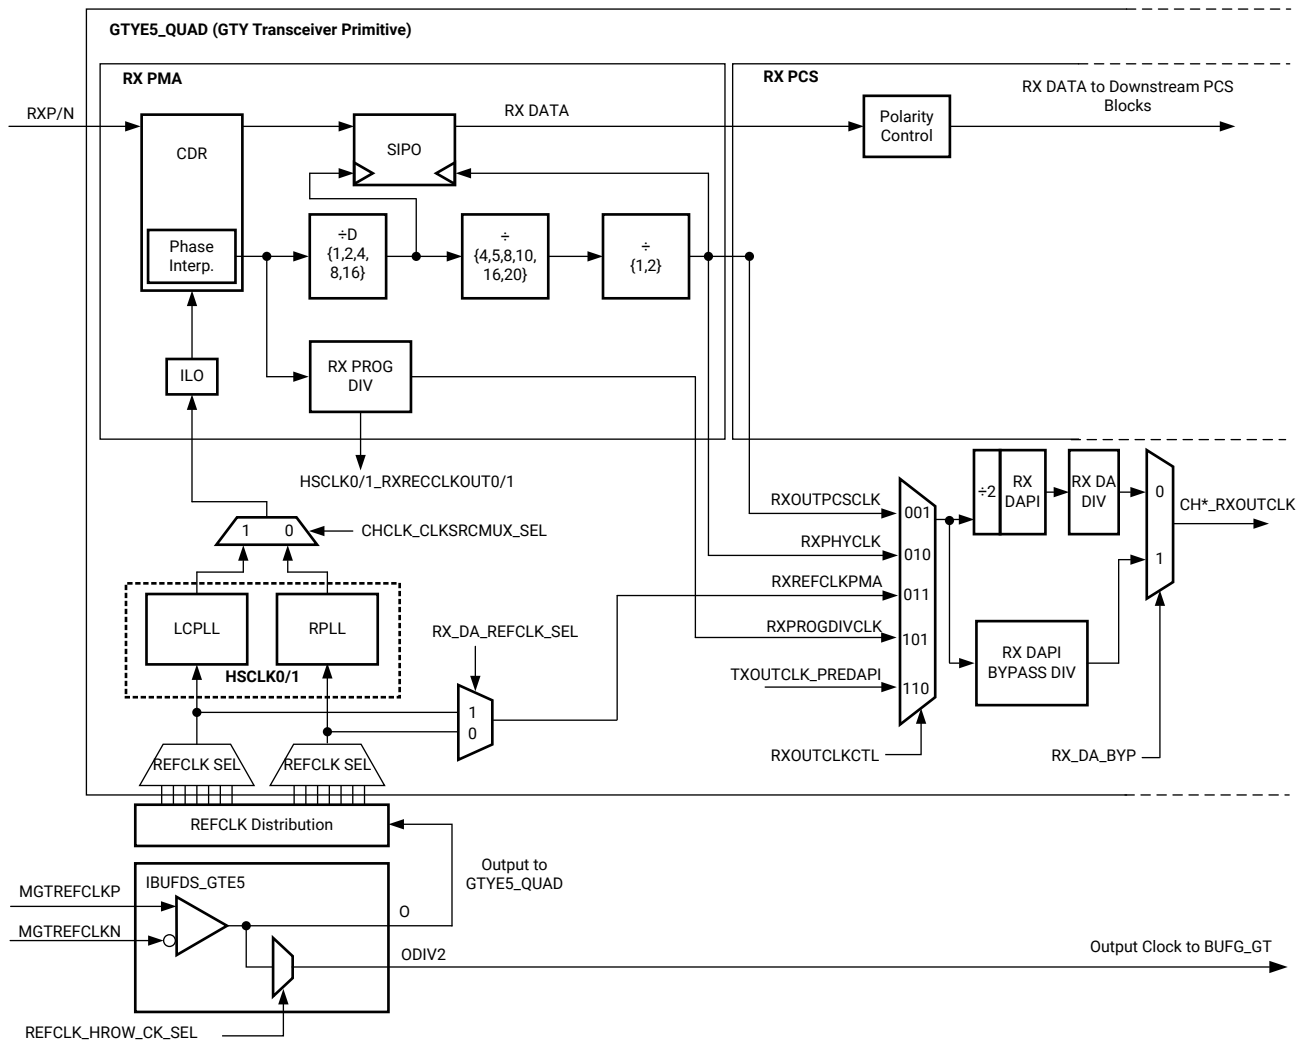 GTYE5_QUAD (GTY Transceiver Primitive)
RX PMA
RX PCS
RX DATA to Downstream PCS
Blocks
RXP/N
RX DATA
Polarity
Control
CDR
SIPO
Phase
Interp.
÷D
{1,2,4,
8,16}
÷
{4,5,8,10,
16,20}
÷
{1,2}
ILO
RX PROG
DIV
HSCLK0/1_RXRECCLKOUT0/1
1 0
CHCLK_CLKSRCMUX_SEL
RXOUTPCSCLK
001
÷2
RX
DAPI
RX DA
DIV
0
CH*_RXOUTCLK
RXPHYCLK
010
1
RXREFCLKPMA
011
LCPLL
RPLL
HSCLK0/1
RX_DA_REFCLK_SEL
RXPROGDIVCLK
101
RX DAPI
BYPASS DIV
TXOUTCLK_PREDAPI
110
1
0
RXOUTCLKCTL
RX_DA_BYP
REFCLK SEL
REFCLK SEL
REFCLK Distribution
Output to
GTYE5_QUAD
IBUFDS_GTE5
MGTREFCLKP
O
MGTREFCLKN
ODIV2
Output Clock to BUFG_GT
REFCLK_HROW_CK_SEL